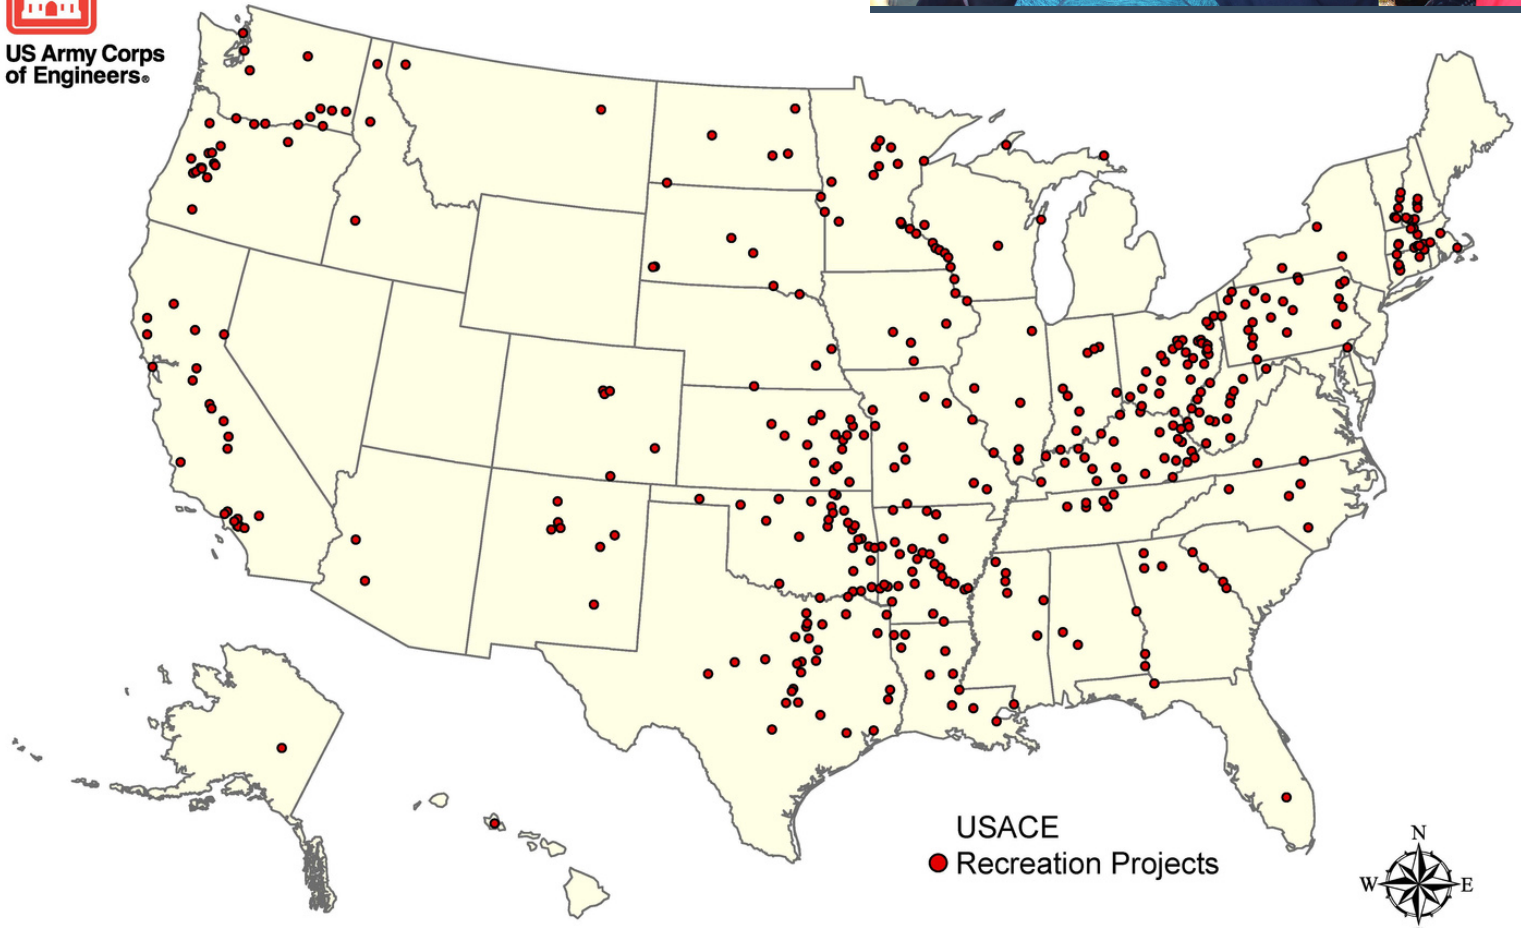 US Army Corps
of Engineers®
USACE
Recreation Projects
N
W E
S